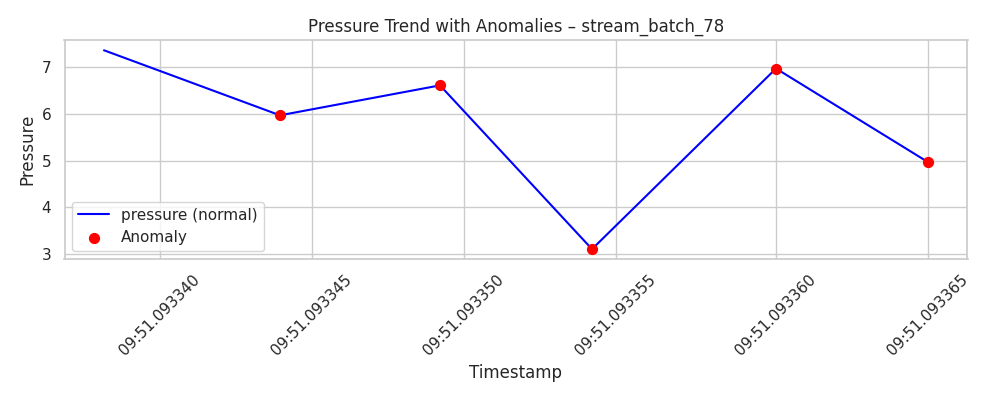 Pressure Trend with Anomalies – stream_batch_78
Pressure
7
6
5
4
3
pressure (normal)
Anomaly
09:51.093340
09:51.093345
09:51.093350
09:51.093355
09:51.093360
09:51.093365
Timestamp